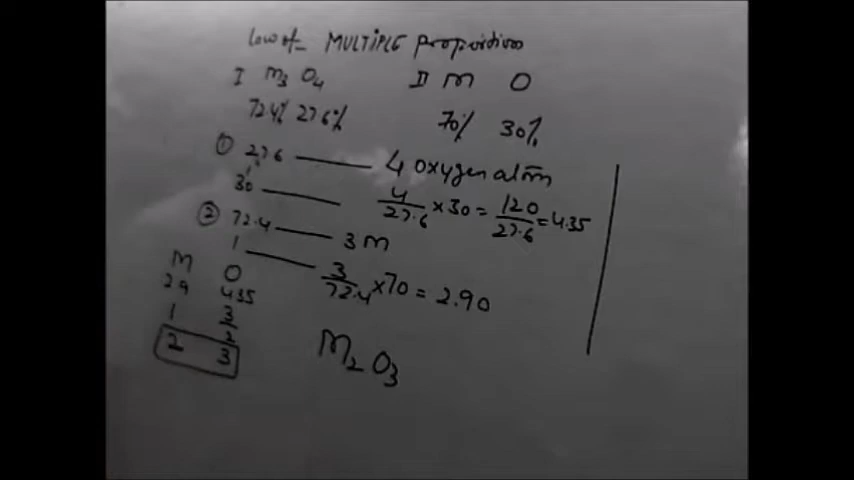 Law of MULTIPLE proportion
I M3 O4 II M O
72.4% 27.6% 70% 30%
① 27.6 — 4 oxygen atom
1
30 — 4/27.6 x 30 = 120/27.6 = 4.35
② 72.4 — 3 M
1 — 3/72.4 x 70 = 2.90
M O
2.9 4.35
1 3/2
2 3
M2O3